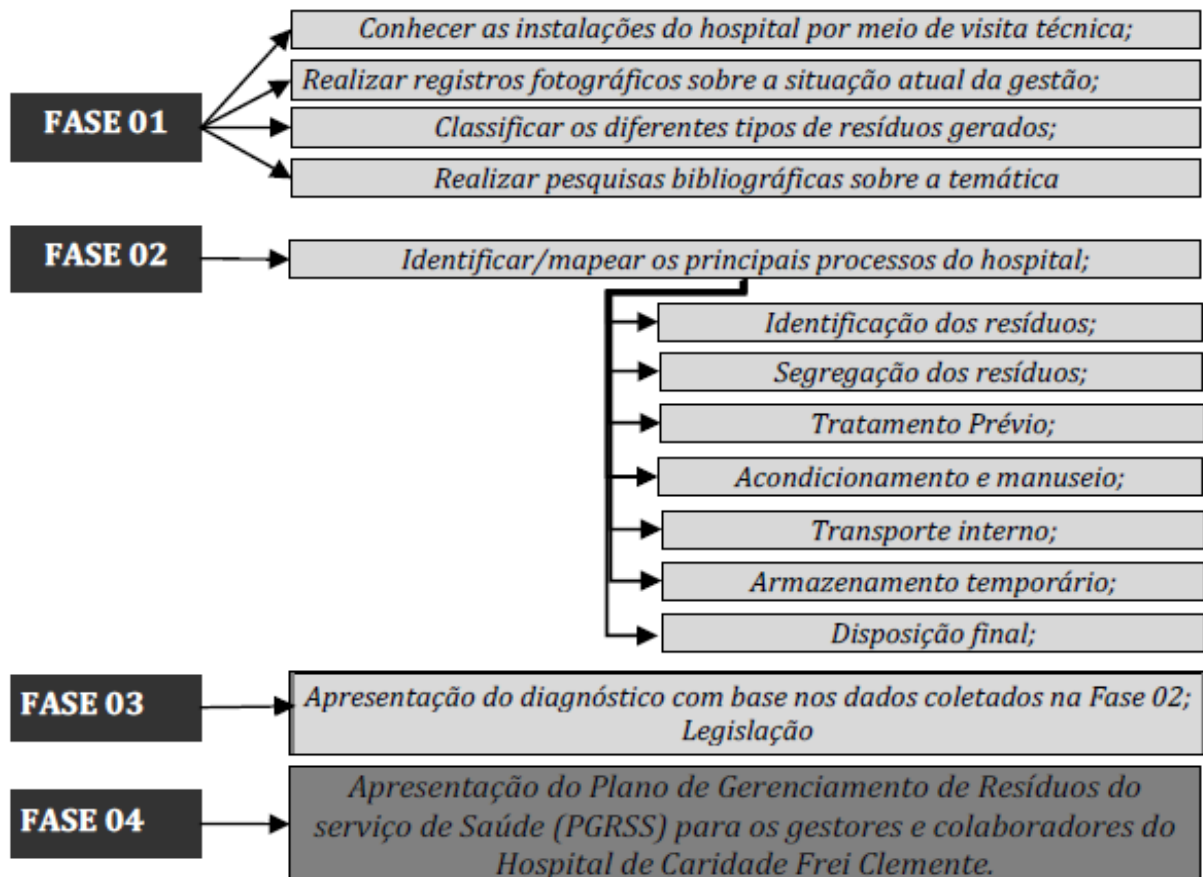 FASE 01
Conhecer as instalações do hospital por meio de visita técnica;
Realizar registros fotográficos sobre a situação atual da gestão;
Classificar os diferentes tipos de resíduos gerados;
Realizar pesquisas bibliográficas sobre a temática
FASE 02
Identificar/mapear os principais processos do hospital;
Identificação dos resíduos;
Segregação dos resíduos;
Tratamento Prévio;
Acondicionamento e manuseio;
Transporte interno;
Armazenamento temporário;
Disposição final;
FASE 03
Apresentação do diagnóstico com base nos dados coletados na Fase 02;
Legislação
FASE 04
Apresentação do Plano de Gerenciamento de Resíduos do
serviço de Saúde (PGRSS) para os gestores e colaboradores do
Hospital de Caridade Frei Clemente.